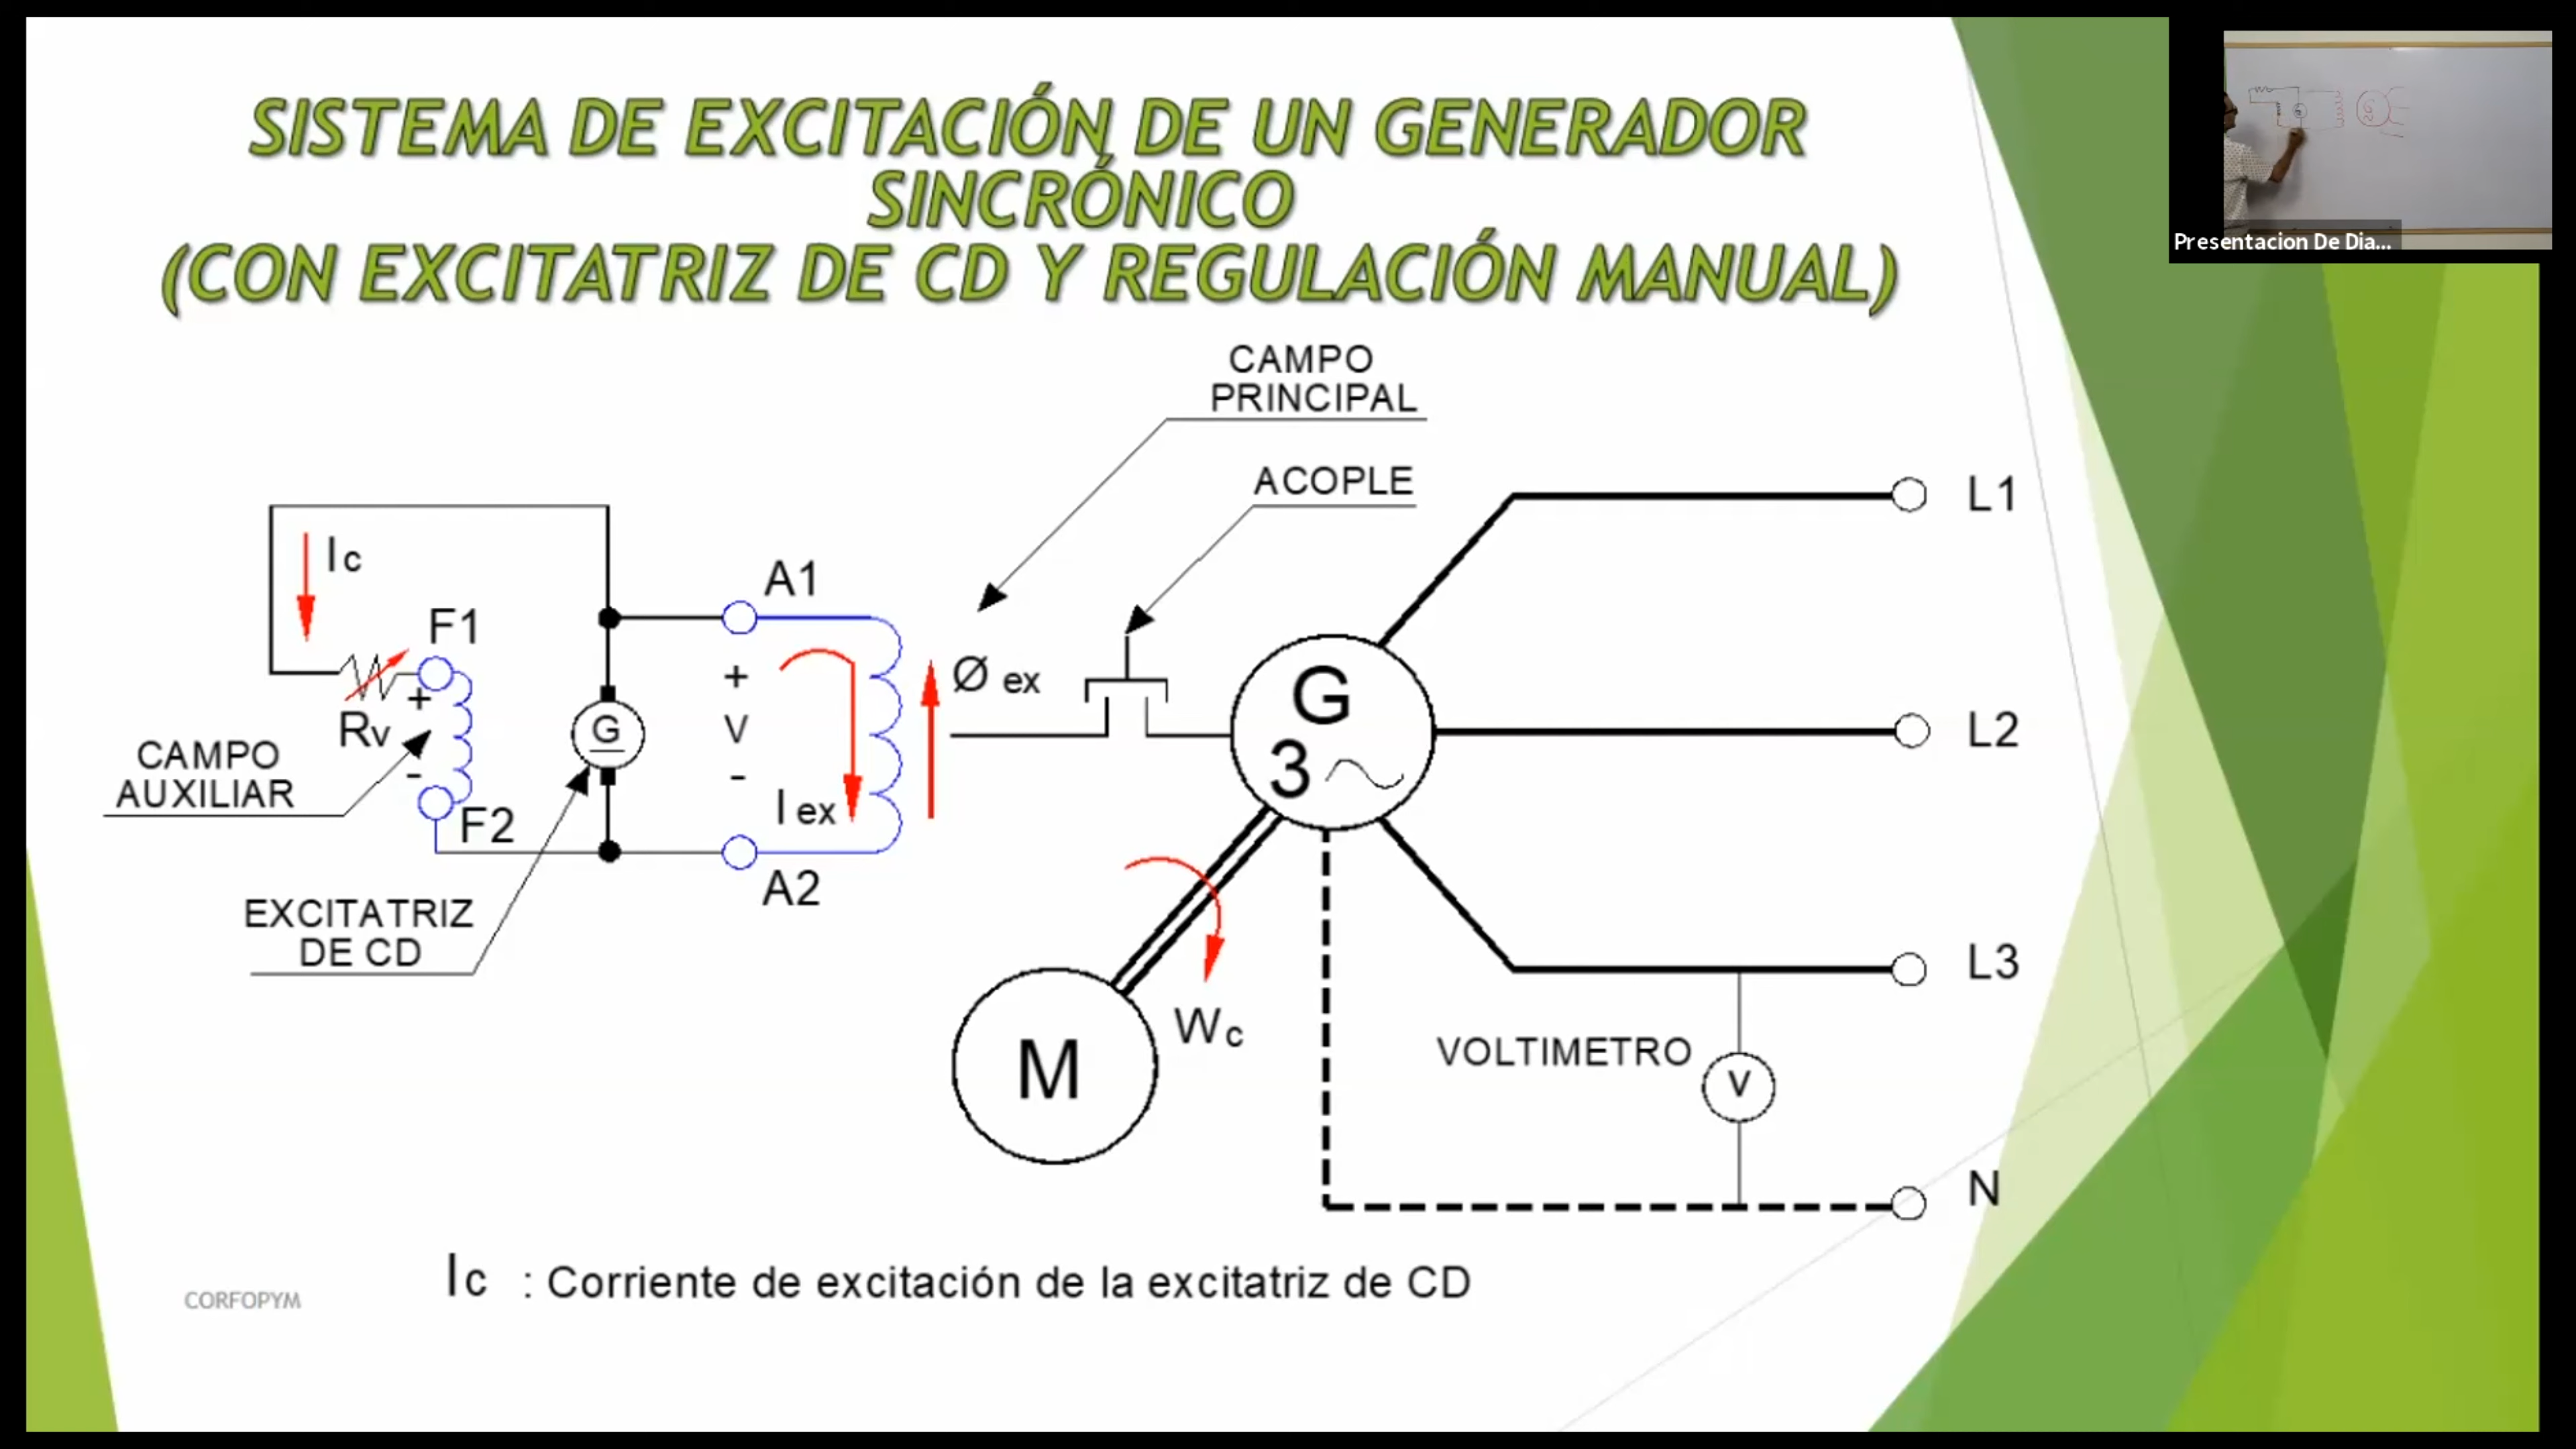 SISTEMA DE EXCITACIÓN DE UN GENERADOR
SINCRÓNICO
(CON EXCITATRIZ DE CD Y REGULACIÓN MANUAL)
Presentacion De Dia...
CAMPO
PRINCIPAL
ACOPLE
L1
Ic
A1
F1
+
+
Ø ex
G
3
V
G
L2
Rv
CAMPO
AUXILIAR
-
-
I ex
F2
A2
EXCITATRIZ
DE CD
L3
Wc
M
VOLTIMETRO
V
N
Ic : Corriente de excitación de la excitatriz de CD
CORFOPYM